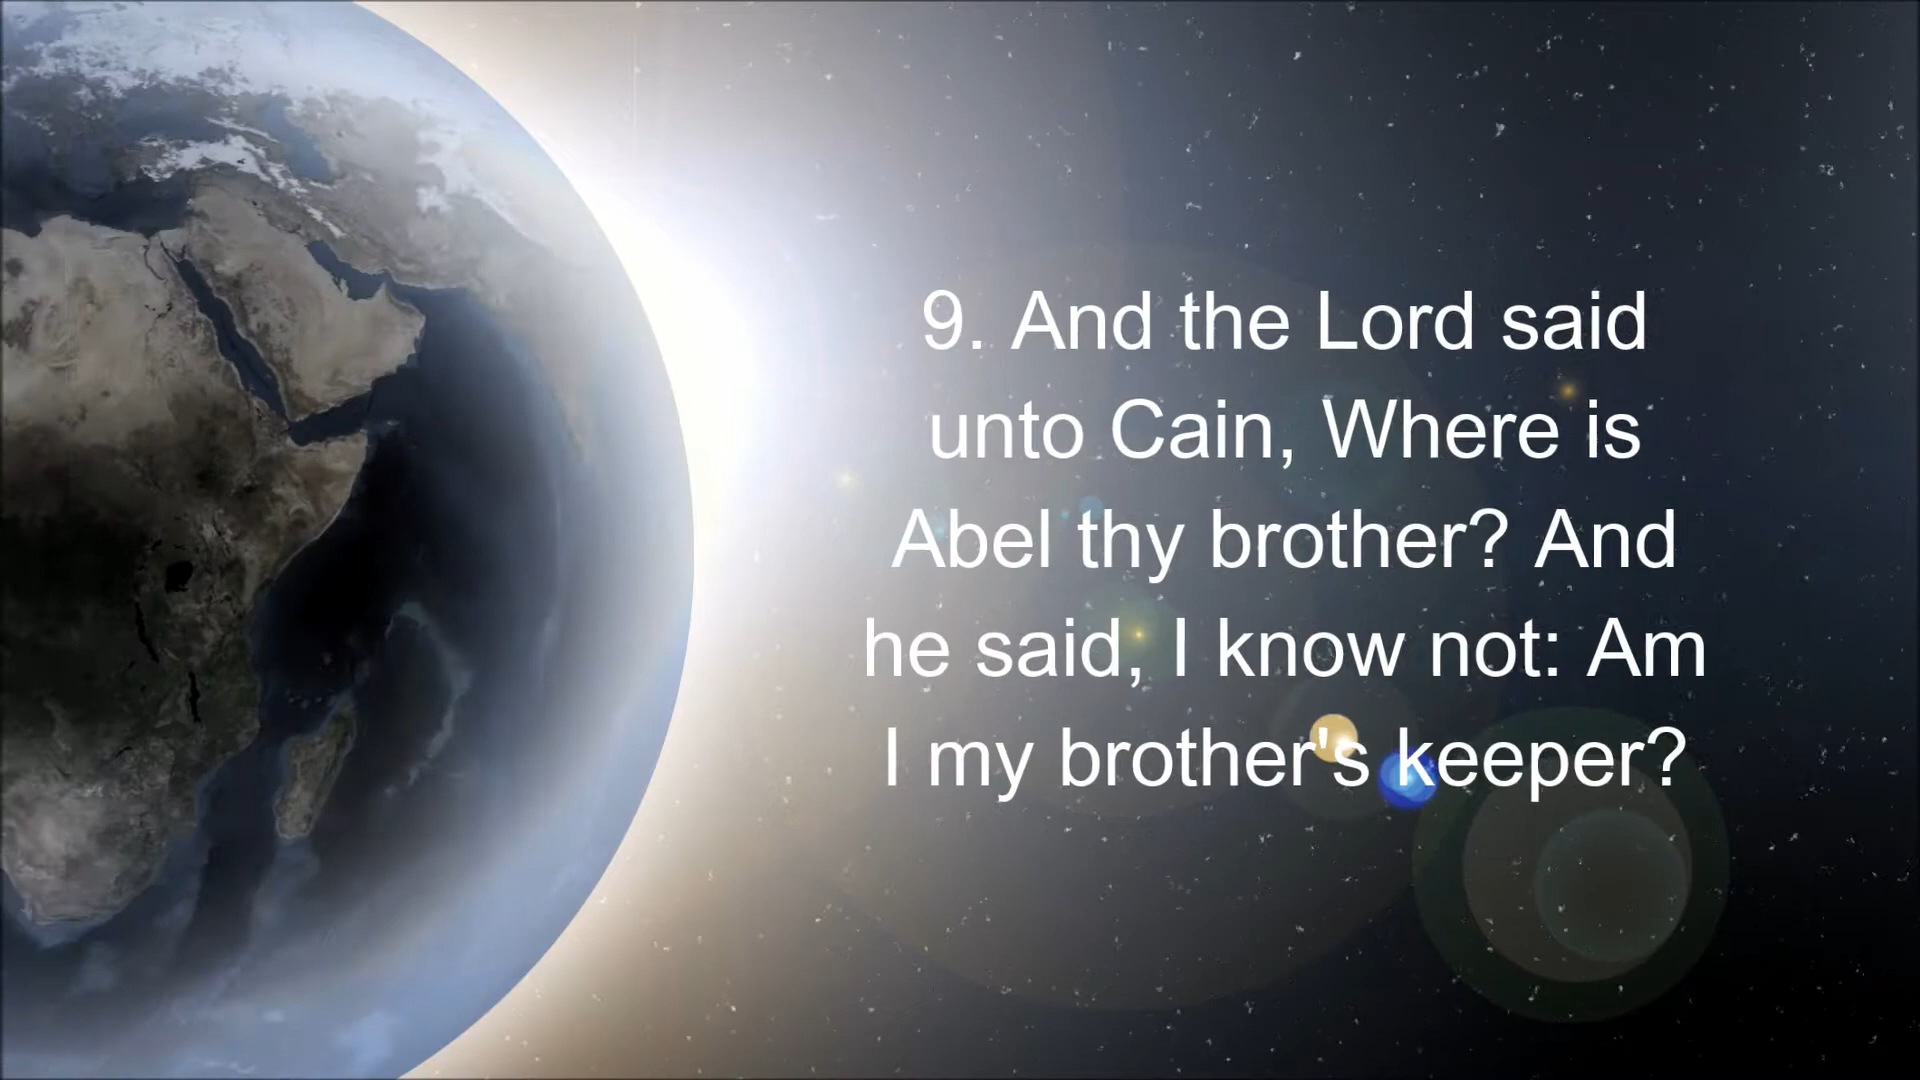 9. And the Lord said
unto Cain, Where is
Abel thy brother? And
he said, I know not: Am
I my brother's keeper?